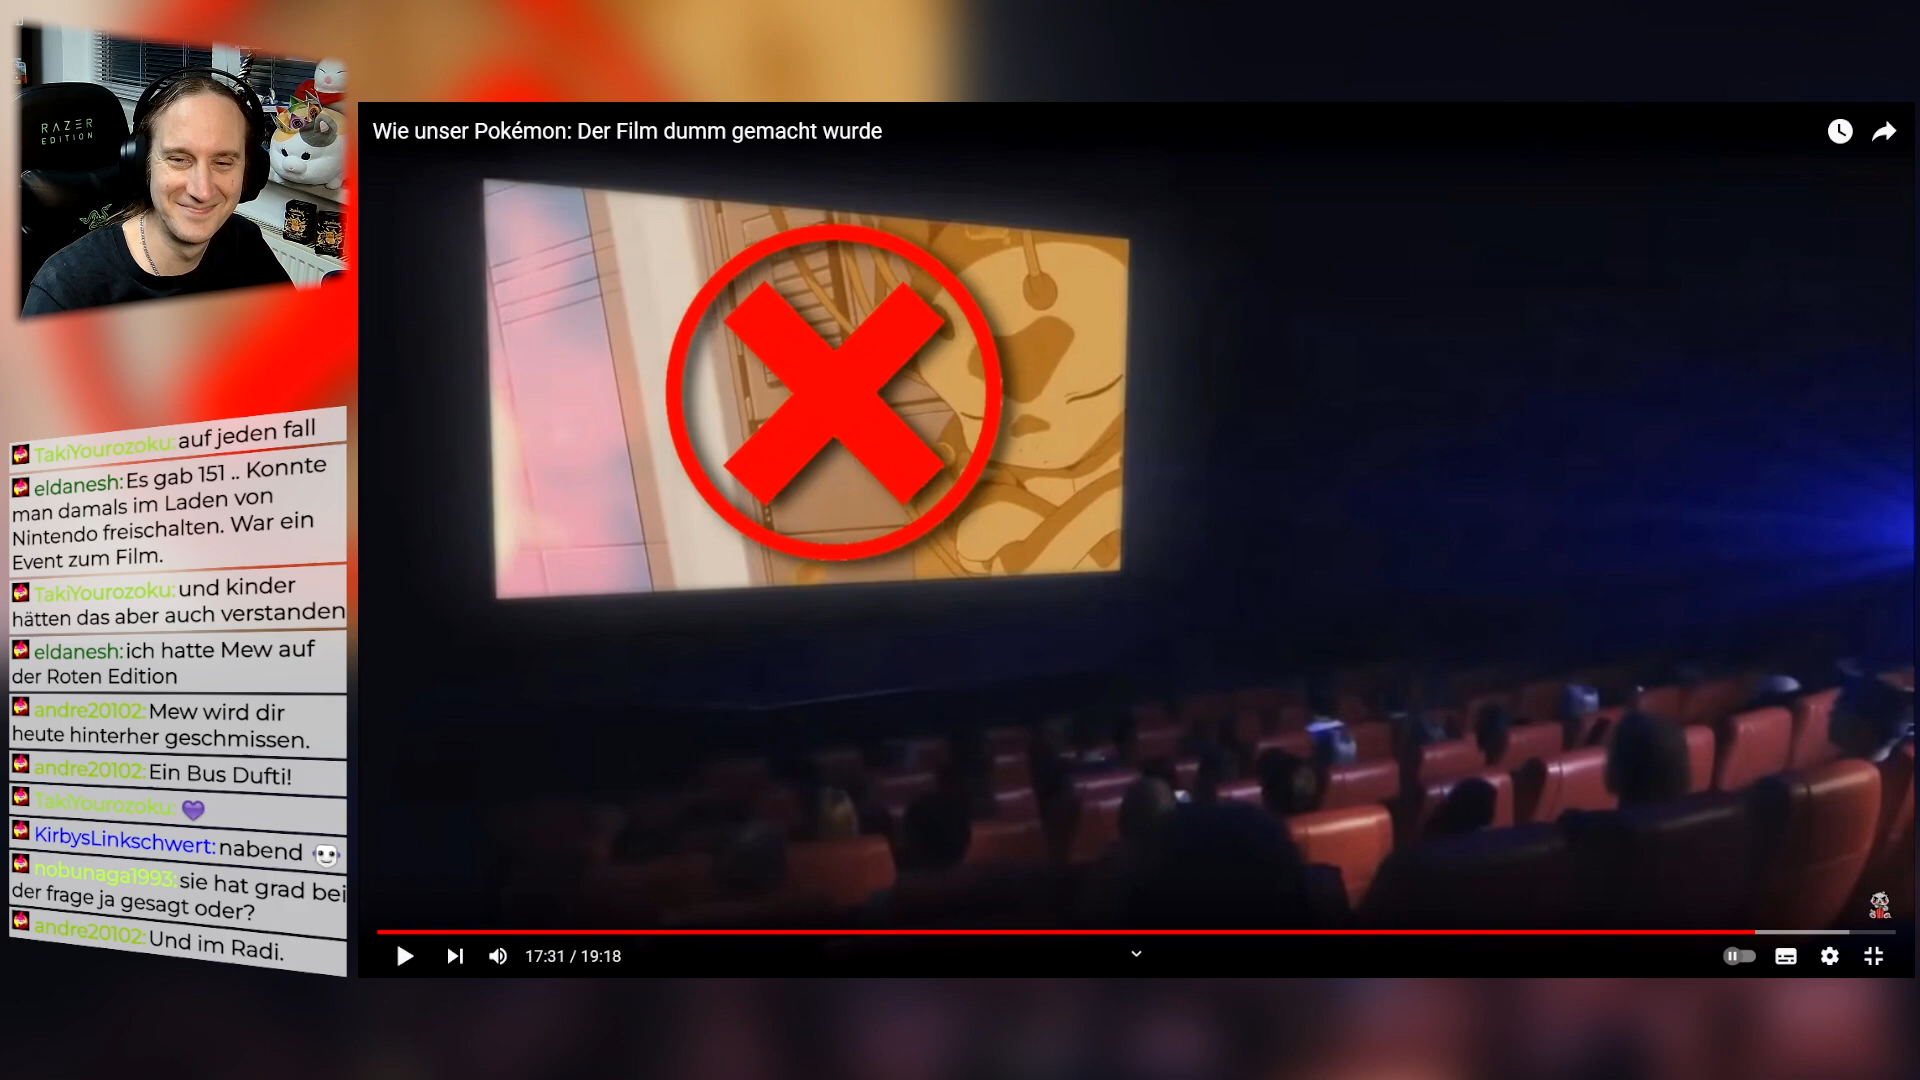 RAZER
EDITION
Wie unser Pokémon: Der Film dumm gemacht wurde
TakiYourozoku: auf jeden fall
eldanesh: Es gab 151 .. Konnte
man damals im Laden von
Nintendo freischalten. War ein
Event zum Film.
TakiYourozoku: und kinder
hätten das aber auch verstanden
eldanesh: ich hatte Mew auf
der Roten Edition
andre20102: Mew wird dir
heute hinterher geschmissen.
andre20102: Ein Bus Dufti!
TakiYourozoku: 💜
KirbysLinkschwert: nabend
nobunaga1993: sie hat grad bei
der frage ja gesagt oder?
andre20102: Und im Radi.
17:31 / 19:18